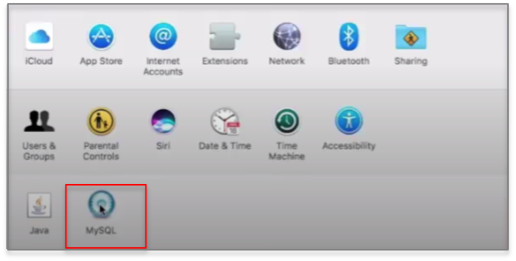 iCloud App Store Internet Accounts Extensions Network Bluetooth Sharing
Users & Groups Parental Controls Siri Date & Time Time Machine Accessibility
Java MySQL